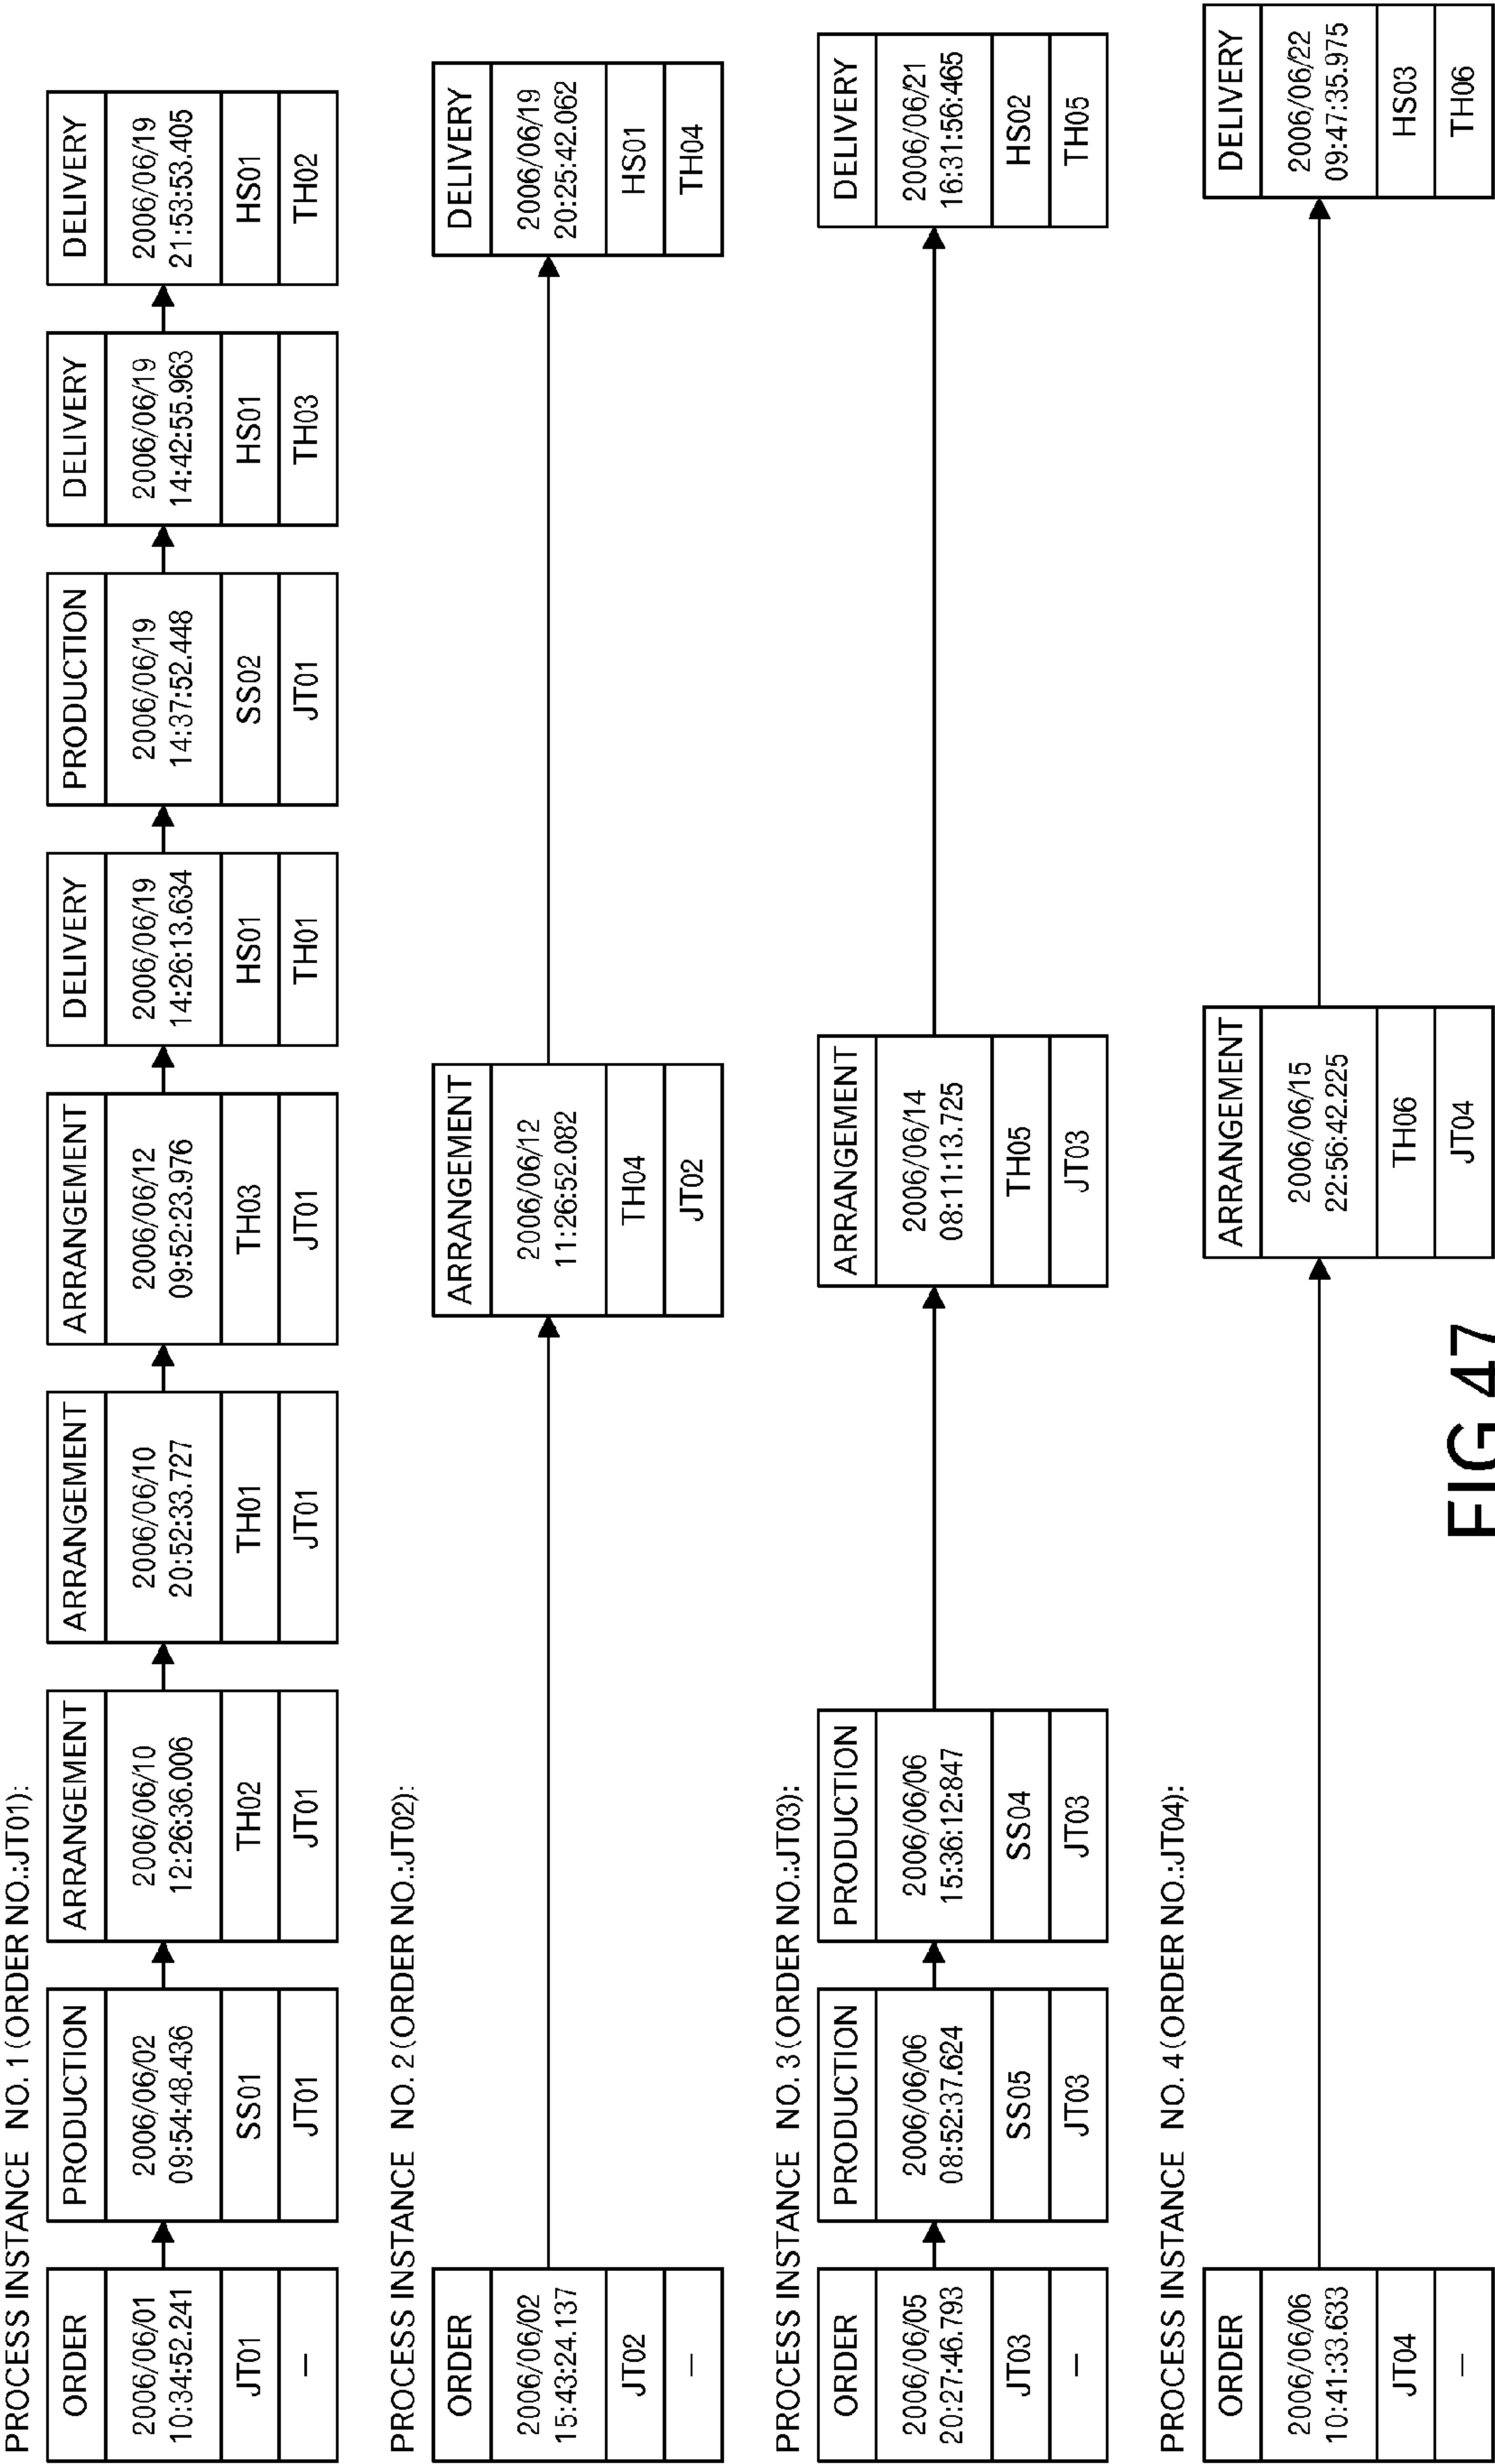 PROCESS INSTANCE NO. 1 (ORDER NO.:JT01):
ORDER
2006/06/01
10:34:52.241
JT01
–
PRODUCTION
2006/06/02
09:54:48.436
SS01
JT01
ARRANGEMENT
2006/06/10
12:26:36.006
TH02
JT01
ARRANGEMENT
2006/06/10
20:52:33.727
TH01
JT01
ARRANGEMENT
2006/06/12
09:52:23.976
TH03
JT01
DELIVERY
2006/06/19
14:26:13.634
HS01
TH01
PRODUCTION
2006/06/19
14:37:52.448
SS02
JT01
DELIVERY
2006/06/19
14:42:55.963
HS01
TH03
DELIVERY
2006/06/19
21:53:53.405
HS01
TH02
PROCESS INSTANCE NO. 2 (ORDER NO.:JT02):
ORDER
2006/06/02
15:43:24.137
JT02
–
ARRANGEMENT
2006/06/12
11:26:52.082
TH04
JT02
DELIVERY
2006/06/19
20:25:42.062
HS01
TH04
PROCESS INSTANCE NO. 3 (ORDER NO.:JT03):
ORDER
2006/06/05
20:27:46.793
JT03
–
PRODUCTION
2006/06/06
08:52:37.624
SS05
JT03
PRODUCTION
2006/06/06
15:36:12:847
SS04
JT03
ARRANGEMENT
2006/06/14
08:11:13.725
TH05
JT03
DELIVERY
2006/06/21
16:31:56:465
HS02
TH05
PROCESS INSTANCE NO. 4 (ORDER NO.:JT04):
ORDER
2006/06/06
10:41:33.633
JT04
–
ARRANGEMENT
2006/06/15
22:56:42.225
TH06
JT04
DELIVERY
2006/06/22
09:47:35.975
HS03
TH06
FIG.47